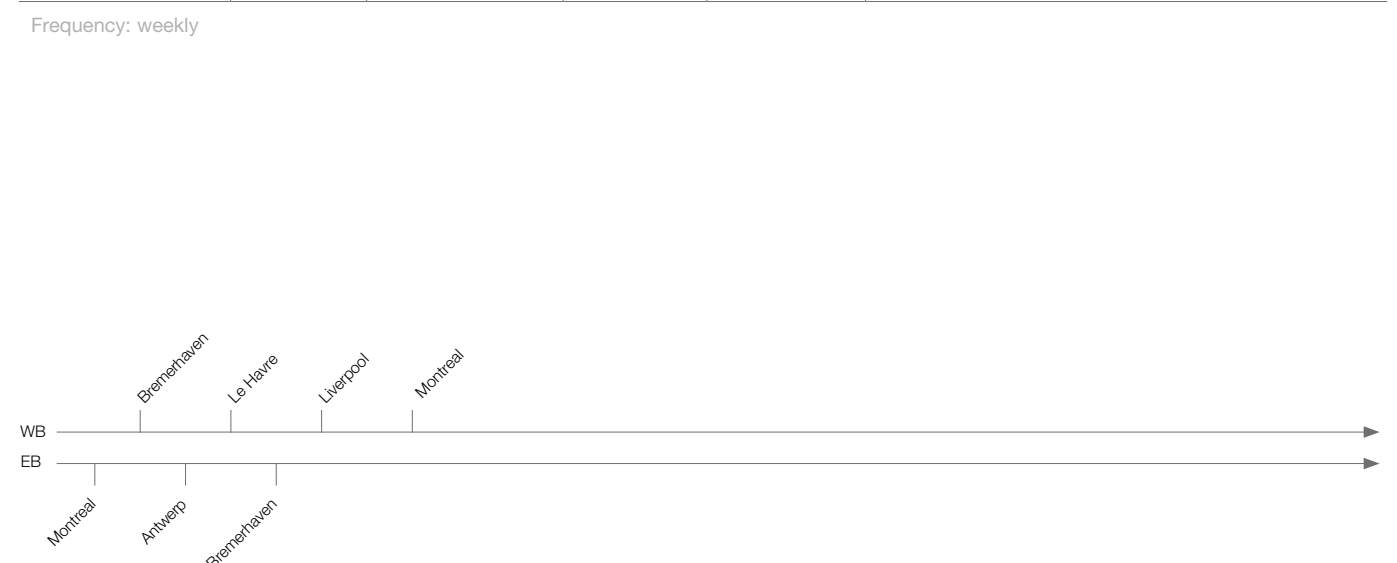 Frequency: weekly
Bremerhaven
Le Havre
Liverpool
Montreal
WB
EB
Montreal
Antwerp
Bremerhaven